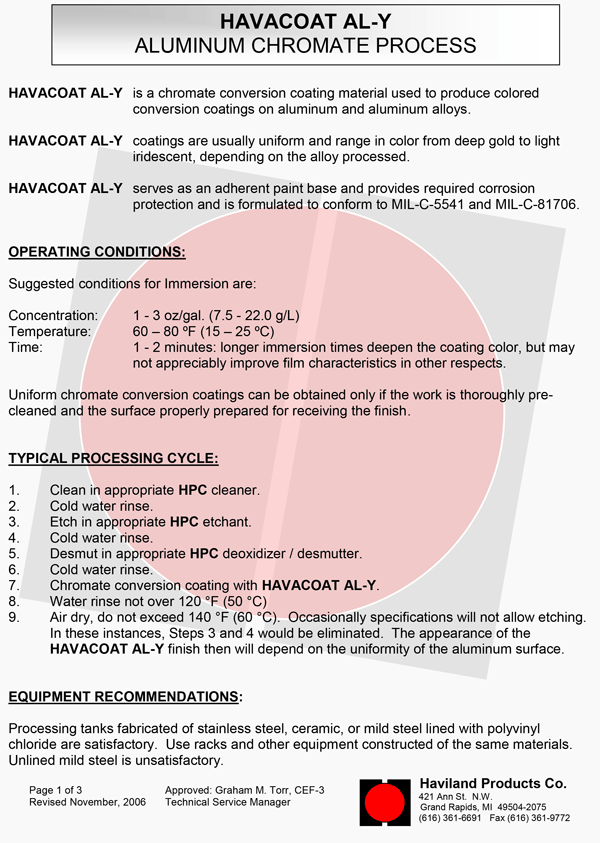 HAVACOAT AL-Y
ALUMINUM CHROMATE PROCESS
HAVACOAT AL-Y is a chromate conversion coating material used to produce colored
conversion coatings on aluminum and aluminum alloys.
HAVACOAT AL-Y coatings are usually uniform and range in color from deep gold to light
iridescent, depending on the alloy processed.
HAVACOAT AL-Y serves as an adherent paint base and provides required corrosion
protection and is formulated to conform to MIL-C-5541 and MIL-C-81706.
OPERATING CONDITIONS:
Suggested conditions for Immersion are:
Concentration: 1 - 3 oz/gal. (7.5 - 22.0 g/L)
Temperature: 60 – 80 ºF (15 – 25 ºC)
Time: 1 - 2 minutes: longer immersion times deepen the coating color, but may
not appreciably improve film characteristics in other respects.
Uniform chromate conversion coatings can be obtained only if the work is thoroughly pre-
cleaned and the surface properly prepared for receiving the finish.
TYPICAL PROCESSING CYCLE:
1. Clean in appropriate HPC cleaner.
2. Cold water rinse.
3. Etch in appropriate HPC etchant.
4. Cold water rinse.
5. Desmut in appropriate HPC deoxidizer / desmutter.
6. Cold water rinse.
7. Chromate conversion coating with HAVACOAT AL-Y.
8. Water rinse not over 120 °F (50 °C)
9. Air dry, do not exceed 140 °F (60 °C). Occasionally specifications will not allow etching.
In these instances, Steps 3 and 4 would be eliminated. The appearance of the
HAVACOAT AL-Y finish then will depend on the uniformity of the aluminum surface.
EQUIPMENT RECOMMENDATIONS:
Processing tanks fabricated of stainless steel, ceramic, or mild steel lined with polyvinyl
chloride are satisfactory. Use racks and other equipment constructed of the same materials.
Unlined mild steel is unsatisfactory.
Page 1 of 3 Approved: Graham M. Torr, CEF-3
Revised November, 2006 Technical Service Manager
Haviland Products Co.
421 Ann St. N.W.
Grand Rapids, MI 49504-2075
(616) 361-6691 Fax (616) 361-9772